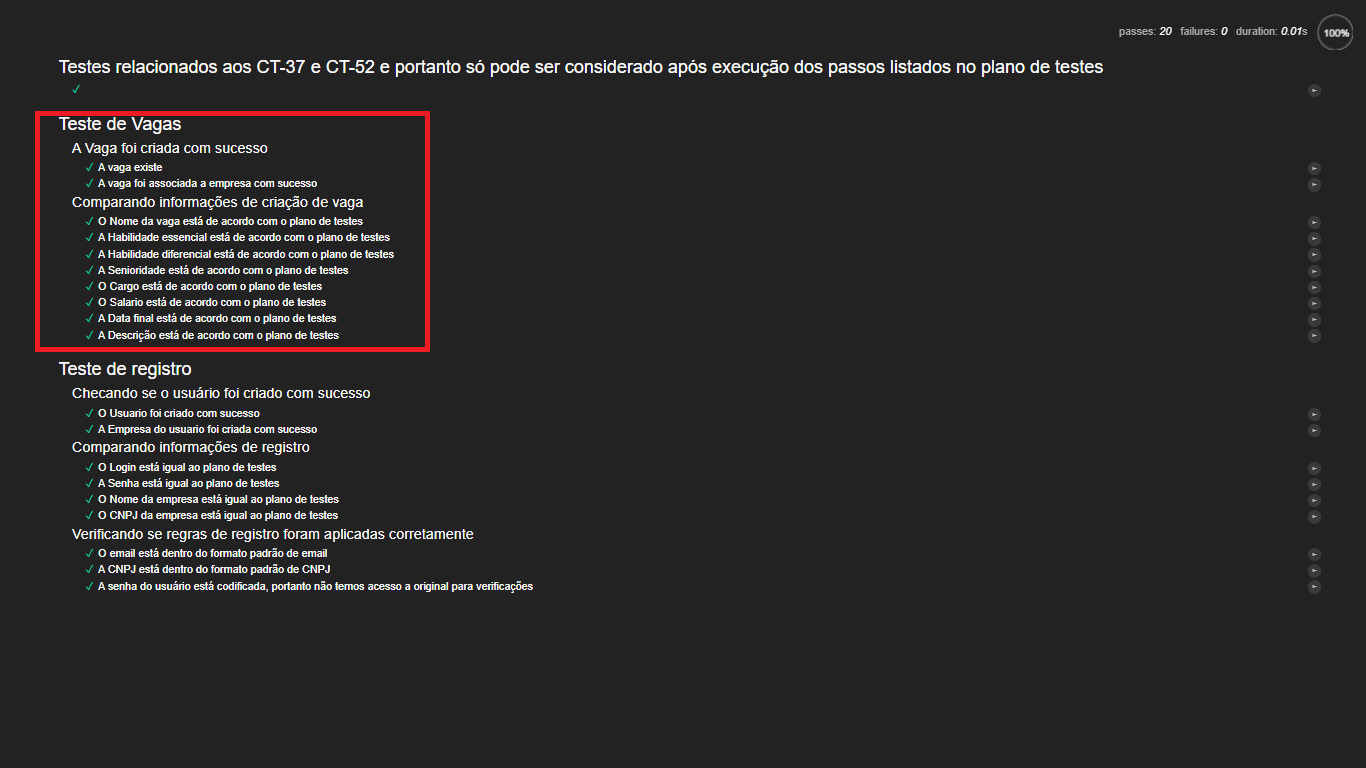 passes: 20 failures: 0 duration: 0.01s 100%
Testes relacionados aos CT-37 e CT-52 e portanto só pode ser considerado após execução dos passos listados no plano de testes
✓
Teste de Vagas
A Vaga foi criada com sucesso
✓ A vaga existe
✓ A vaga foi associada a empresa com sucesso
Comparando informações de criação de vaga
✓ O Nome da vaga está de acordo com o plano de testes
✓ A Habilidade essencial está de acordo com o plano de testes
✓ A Habilidade diferencial está de acordo com o plano de testes
✓ A Senioridade está de acordo com o plano de testes
✓ O Cargo está de acordo com o plano de testes
✓ O Salario está de acordo com o plano de testes
✓ A Data final está de acordo com o plano de testes
✓ A Descrição está de acordo com o plano de testes
Teste de registro
Checando se o usuário foi criado com sucesso
✓ O Usuario foi criado com sucesso
✓ A Empresa do usuario foi criada com sucesso
Comparando informações de registro
✓ O Login está igual ao plano de testes
✓ A Senha está igual ao plano de testes
✓ O Nome da empresa está igual ao plano de testes
✓ O CNPJ da empresa está igual ao plano de testes
Verificando se regras de registro foram aplicadas corretamente
✓ O email está dentro do formato padrão de email
✓ A CNPJ está dentro do formato padrão de CNPJ
✓ A senha do usuário está codificada, portanto não temos acesso a original para verificações